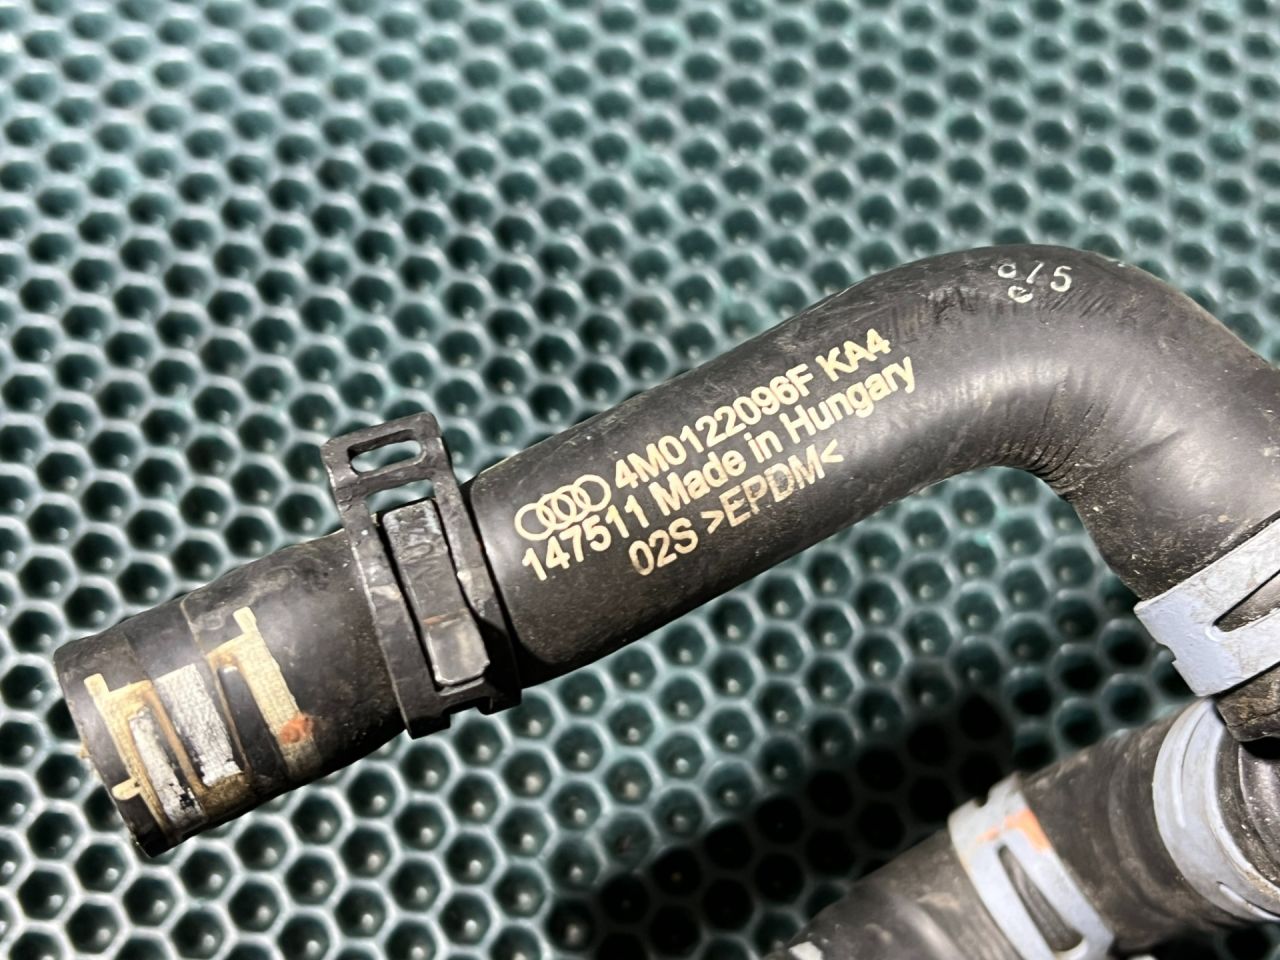 4M0122096F KA4
147511 Made in Hungary
02S >EPDM<